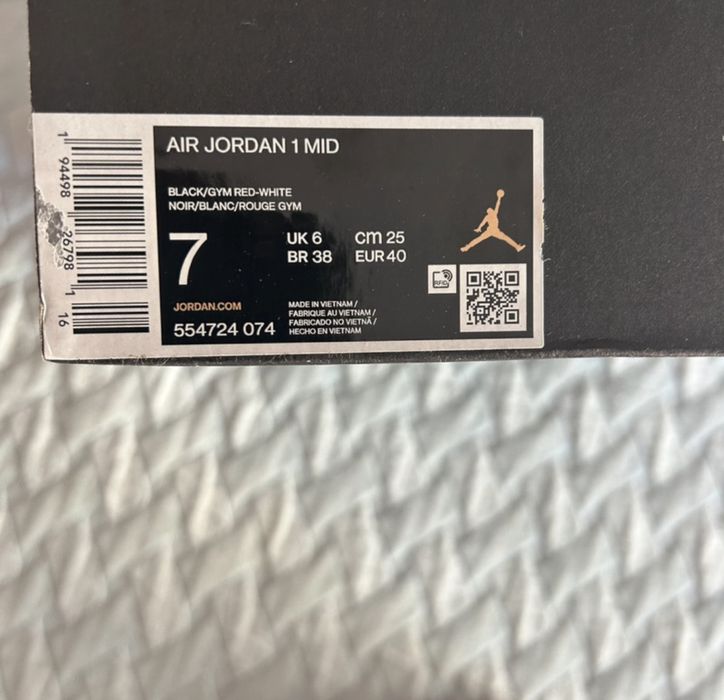 AIR JORDAN 1 MID
BLACK/GYM RED-WHITE
NOIR/BLANC/ROUGE GYM
7
UK 6 cm 25
BR 38 EUR 40
RFID
JORDAN.COM
554724 074
MADE IN VIETNAM /
FABRIQUE AU VIETNAM /
FABRICADO NO VIETNÃ /
HECHO EN VIETNAM
1 94498 26798 1 16